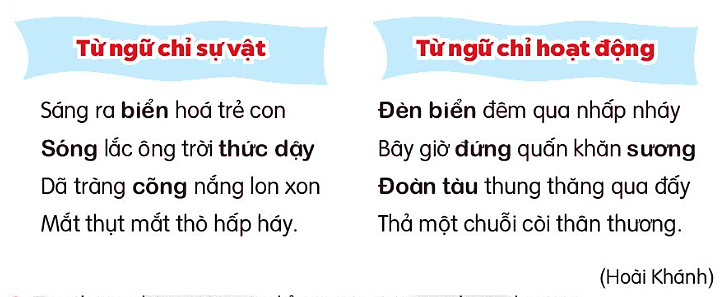 Từ ngữ chỉ sự vật
Từ ngữ chỉ hoạt động
Sáng ra biển hoá trẻ con
Sóng lắc ông trời thức dậy
Dã tràng cõng nắng lon xon
Mắt thụt mắt thò hấp háy.
Đèn biển đêm qua nhấp nháy
Bây giờ đứng quấn khăn sương
Đoàn tàu thung thăng qua đấy
Thả một chuỗi còi thân thương.
(Hoài Khánh)